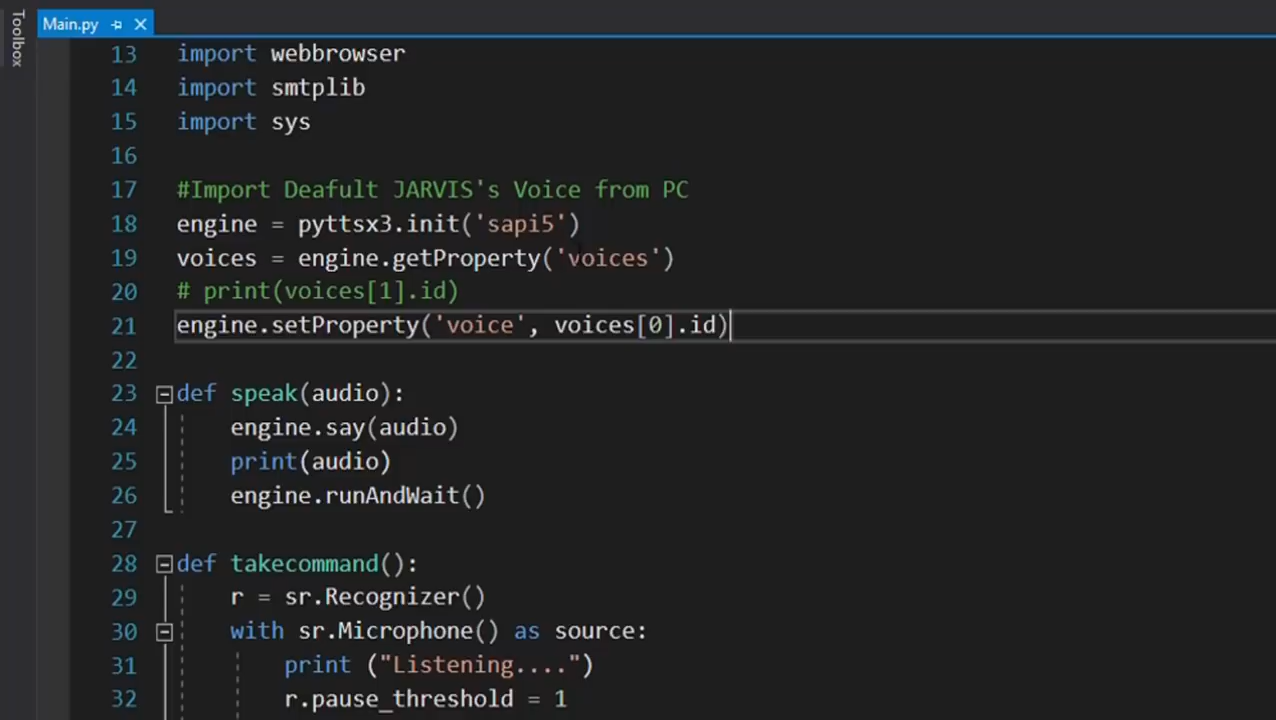 Toolbox
Main.py
13 import webbrowser
14 import smtplib
15 import sys
16
17 #Import Deafult JARVIS's Voice from PC
18 engine = pyttsx3.init('sapi5')
19 voices = engine.getProperty('voices')
20 # print(voices[1].id)
21 engine.setProperty('voice', voices[0].id)
22
23 def speak(audio):
24     engine.say(audio)
25     print(audio)
26     engine.runAndWait()
27
28 def takecommand():
29     r = sr.Recognizer()
30     with sr.Microphone() as source:
31         print ("Listening....")
32         r.pause_threshold = 1